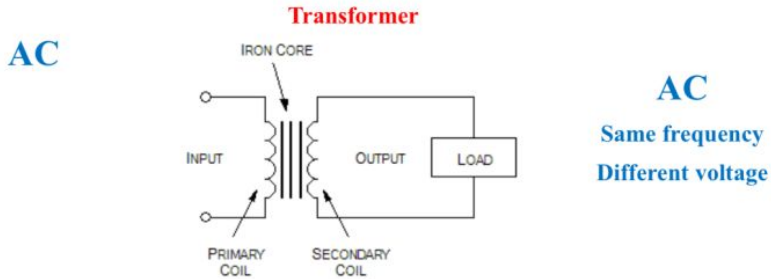 Transformer
AC
IRON CORE
AC
Same frequency
Different voltage
INPUT
OUTPUT
LOAD
PRIMARY
COIL
SECONDARY
COIL